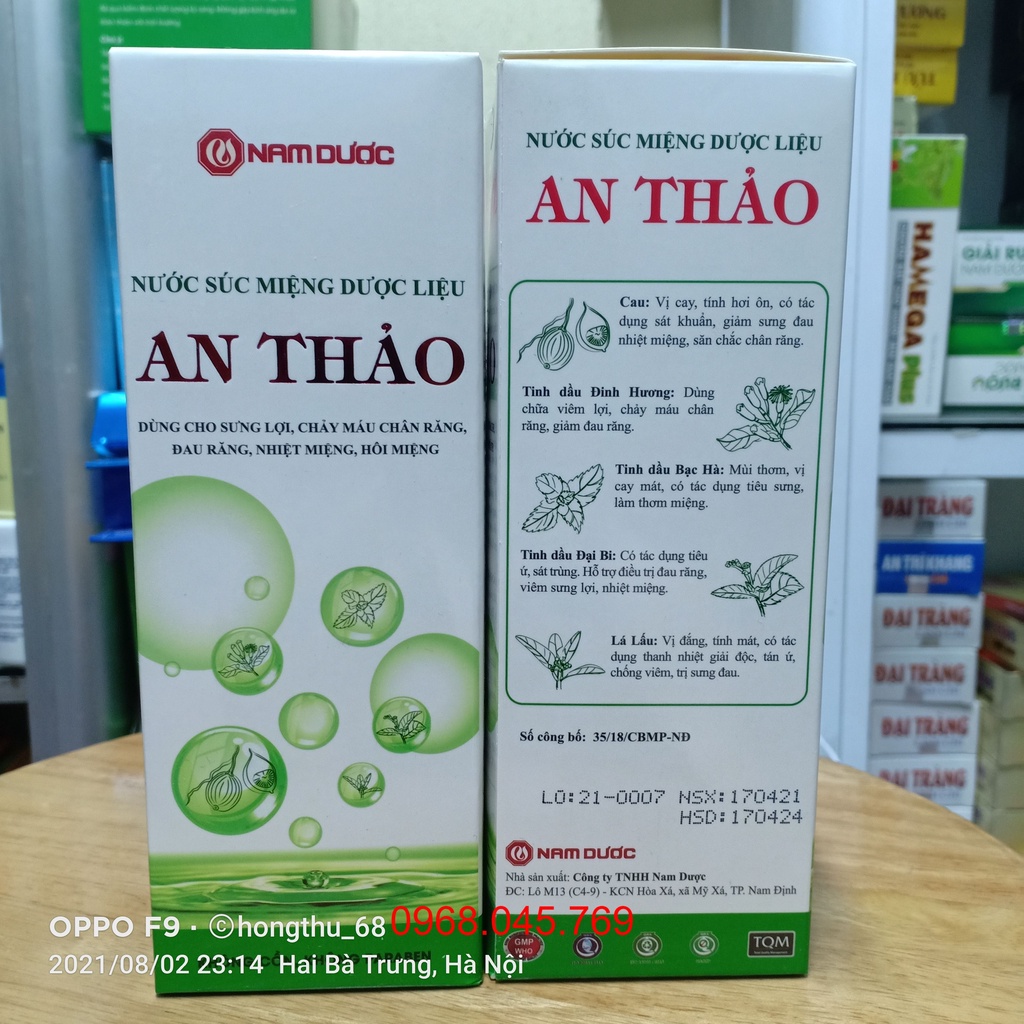 NAM DƯỢC
NƯỚC SÚC MIỆNG DƯỢC LIỆU
AN THẢO
DÙNG CHO SƯNG LỢI, CHẢY MÁU CHÂN RĂNG,
ĐAU RĂNG, NHIỆT MIỆNG, HÔI MIỆNG
NƯỚC SÚC MIỆNG DƯỢC LIỆU
AN THẢO
Cau: Vị cay, tính hơi ôn, có tác
dụng sát khuẩn, giảm sưng đau
nhiệt miệng, săn chắc chân răng.
Tinh dầu Đinh Hương: Dùng
chữa viêm lợi, chảy máu chân
răng, giảm đau răng.
Tinh dầu Bạc Hà: Mùi thơm, vị
cay mát, có tác dụng tiêu sưng,
làm thơm miệng.
Tinh dầu Đại Bi: Có tác dụng tiêu
ứ, sát trùng. Hỗ trợ điều trị đau răng,
viêm sưng lợi, nhiệt miệng.
Lá Lấu: Vị đắng, tính mát, có tác
dụng thanh nhiệt giải độc, tán ứ,
chống viêm, trị sưng đau.
Số công bố: 35/18/CBMP-NĐ
LO:21-0007 NSX:170421
HSD:170424
NAM DƯỢC
Nhà sản xuất: Công ty TNHH Nam Dược
ĐC: Lô M13 (C4-9) - KCN Hòa Xá, xã Mỹ Xá, TP. Nam Định
GMP
WHO
TQM
HAMEGA Plus
GIẢI RƯ
NAM DƯỢC
ĐẠI TRÀNG
AN TRĨ KHANG
ĐẠI TRÀNG
ĐẠI TRÀNG
ĐẠI TRÀNG
ĐẠI TRÀNG
OPPO F9 · ©hongthu_68
0968.045.769
2021/08/02 23:14 Hai Bà Trưng, Hà Nội